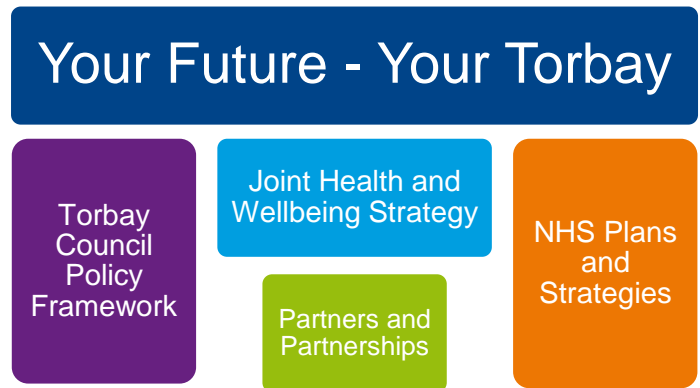 Your Future - Your Torbay
Torbay
Council
Policy
Framework
Joint Health and
Wellbeing Strategy
Partners and
Partnerships
NHS Plans
and
Strategies